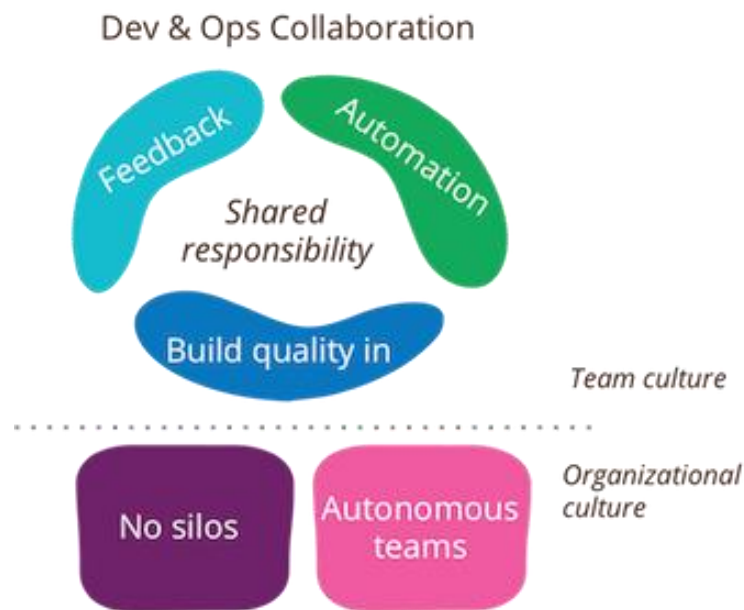 Dev & Ops Collaboration
Feedback
Automation
Shared
responsibility
Build quality in
Team culture
Organizational
culture
No silos
Autonomous
teams